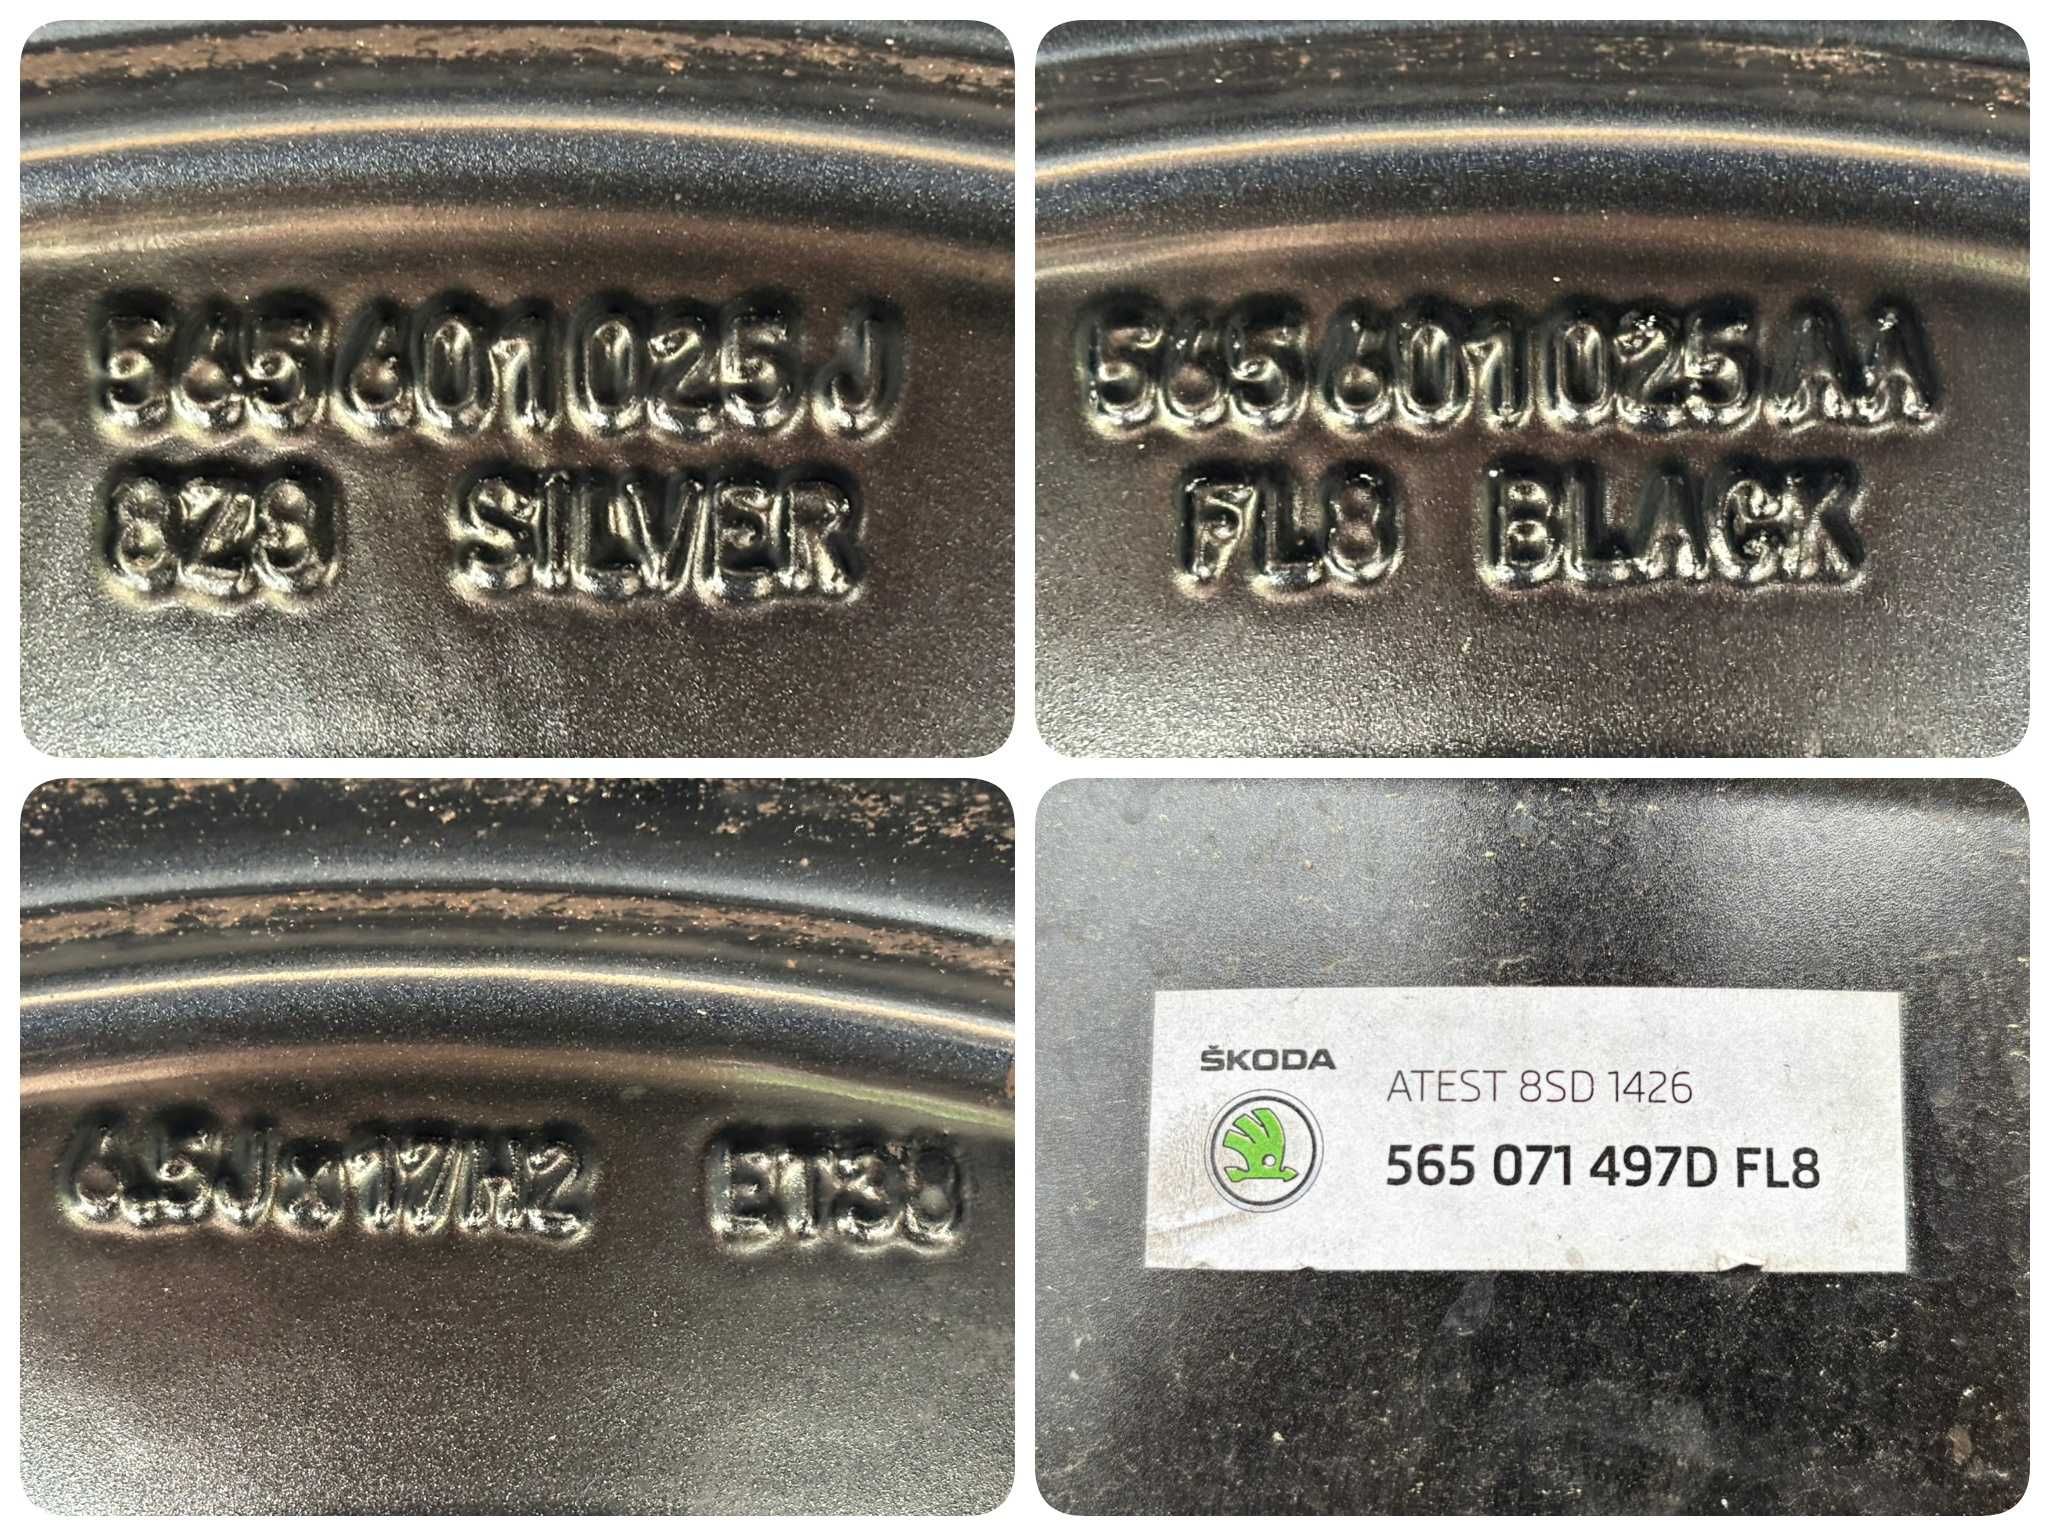 565601025J
8Z8 SILVER
565601025AA
FL8 BLACK
6.5Jx17H2 ET38
ŠKODA
ATEST 8SD 1426
565 071 497D FL8